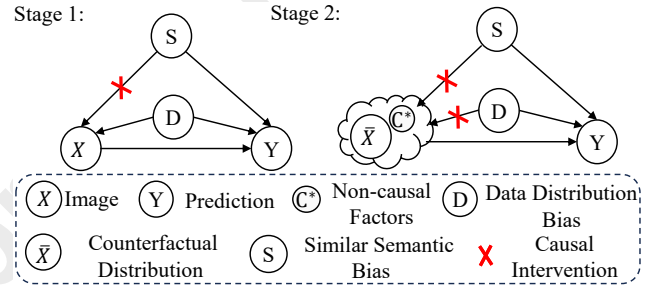 Stage 1:
Stage 2:
S
S
D
D
C*
X
Y
X̄
Y
X Image Y Prediction C* Non-causal Factors D Data Distribution Bias
X̄ Counterfactual Distribution S Similar Semantic Bias Causal Intervention